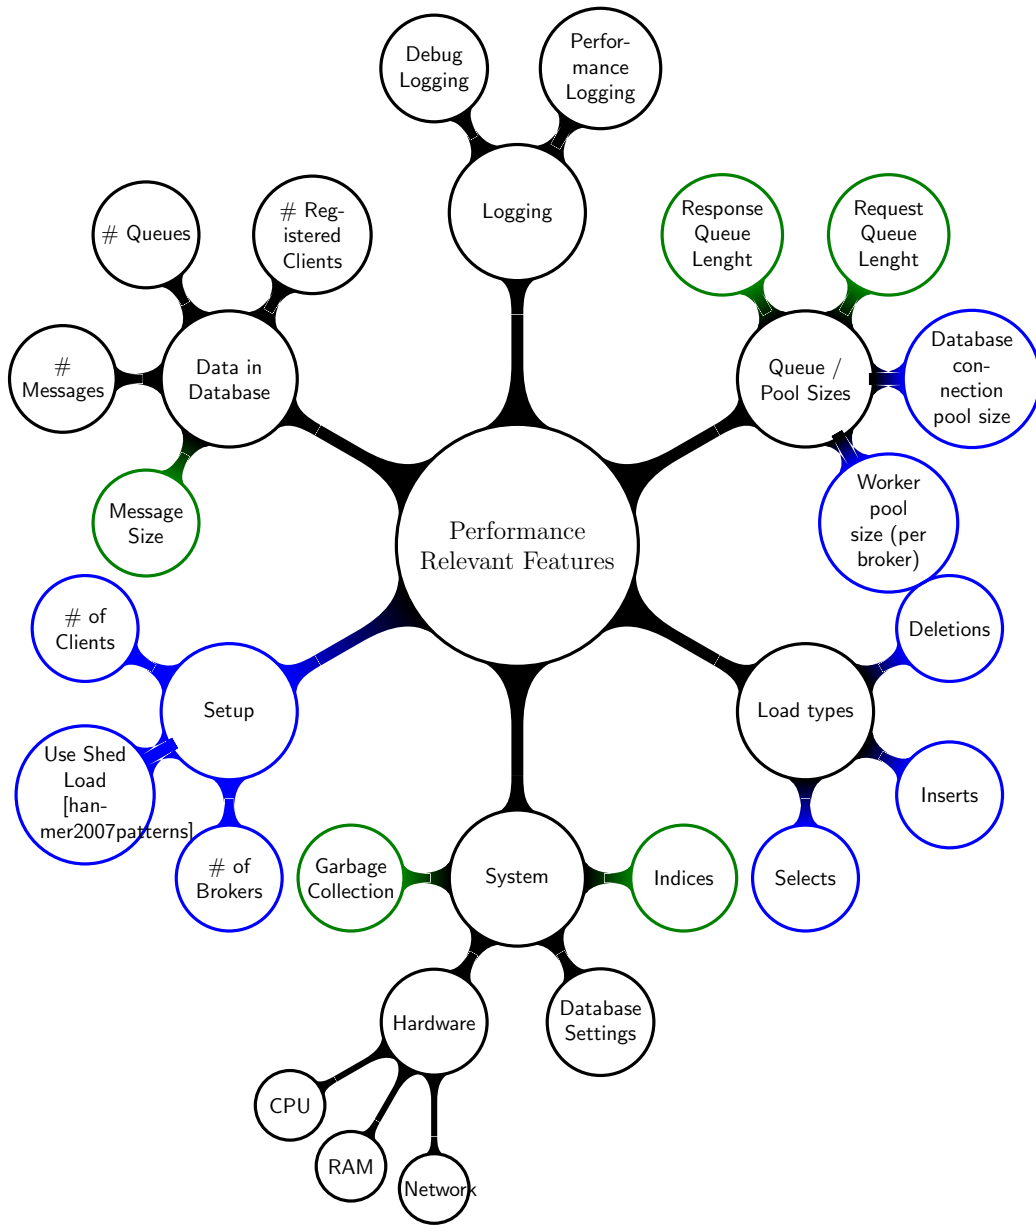 Debug
Logging
Perfor-
mance
Logging
Logging
# Queues
# Reg-
istered
Clients
#
Messages
Data in
Database
Message
Size
Response
Queue
Lenght
Request
Queue
Lenght
Queue /
Pool Sizes
Database
con-
nection
pool size
Worker
pool
size (per
broker)
Performance
Relevant Features
# of
Clients
Setup
Use Shed
Load
[han-
mer2007patterns]
# of
Brokers
Deletions
Load types
Inserts
Selects
Garbage
Collection
System
Indices
Hardware
Database
Settings
CPU
RAM
Network